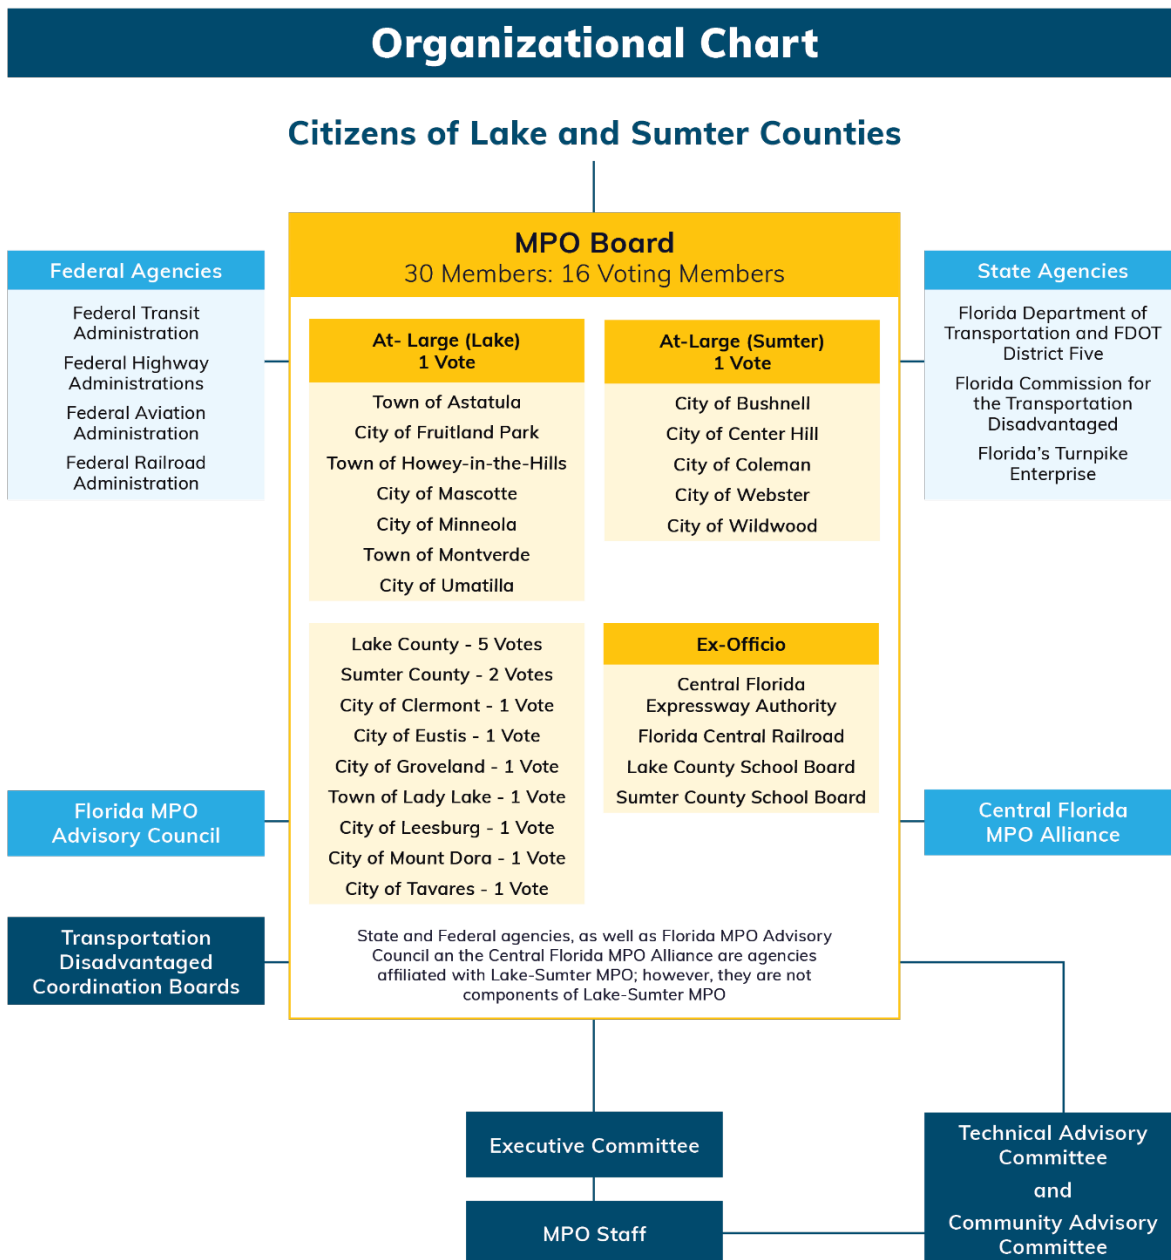 Organizational Chart
Citizens of Lake and Sumter Counties
MPO Board
30 Members: 16 Voting Members
Federal Agencies
Federal Transit
Administration
Federal Highway
Administrations
Federal Aviation
Administration
Federal Railroad
Administration
At- Large (Lake)
1 Vote
Town of Astatula
City of Fruitland Park
Town of Howey-in-the-Hills
City of Mascotte
City of Minneola
Town of Montverde
City of Umatilla
At-Large (Sumter)
1 Vote
City of Bushnell
City of Center Hill
City of Coleman
City of Webster
City of Wildwood
State Agencies
Florida Department of
Transportation and FDOT
District Five
Florida Commission for
the Transportation
Disadvantaged
Florida’s Turnpike
Enterprise
Lake County - 5 Votes
Sumter County - 2 Votes
City of Clermont - 1 Vote
City of Eustis - 1 Vote
City of Groveland - 1 Vote
Town of Lady Lake - 1 Vote
City of Leesburg - 1 Vote
City of Mount Dora - 1 Vote
City of Tavares - 1 Vote
Ex-Officio
Central Florida
Expressway Authority
Florida Central Railroad
Lake County School Board
Sumter County School Board
Florida MPO
Advisory Council
Central Florida
MPO Alliance
Transportation
Disadvantaged
Coordination Boards
State and Federal agencies, as well as Florida MPO Advisory
Council an the Central Florida MPO Alliance are agencies
affiliated with Lake-Sumter MPO; however, they are not
components of Lake-Sumter MPO
Executive Committee
MPO Staff
Technical Advisory
Committee
and
Community Advisory
Committee